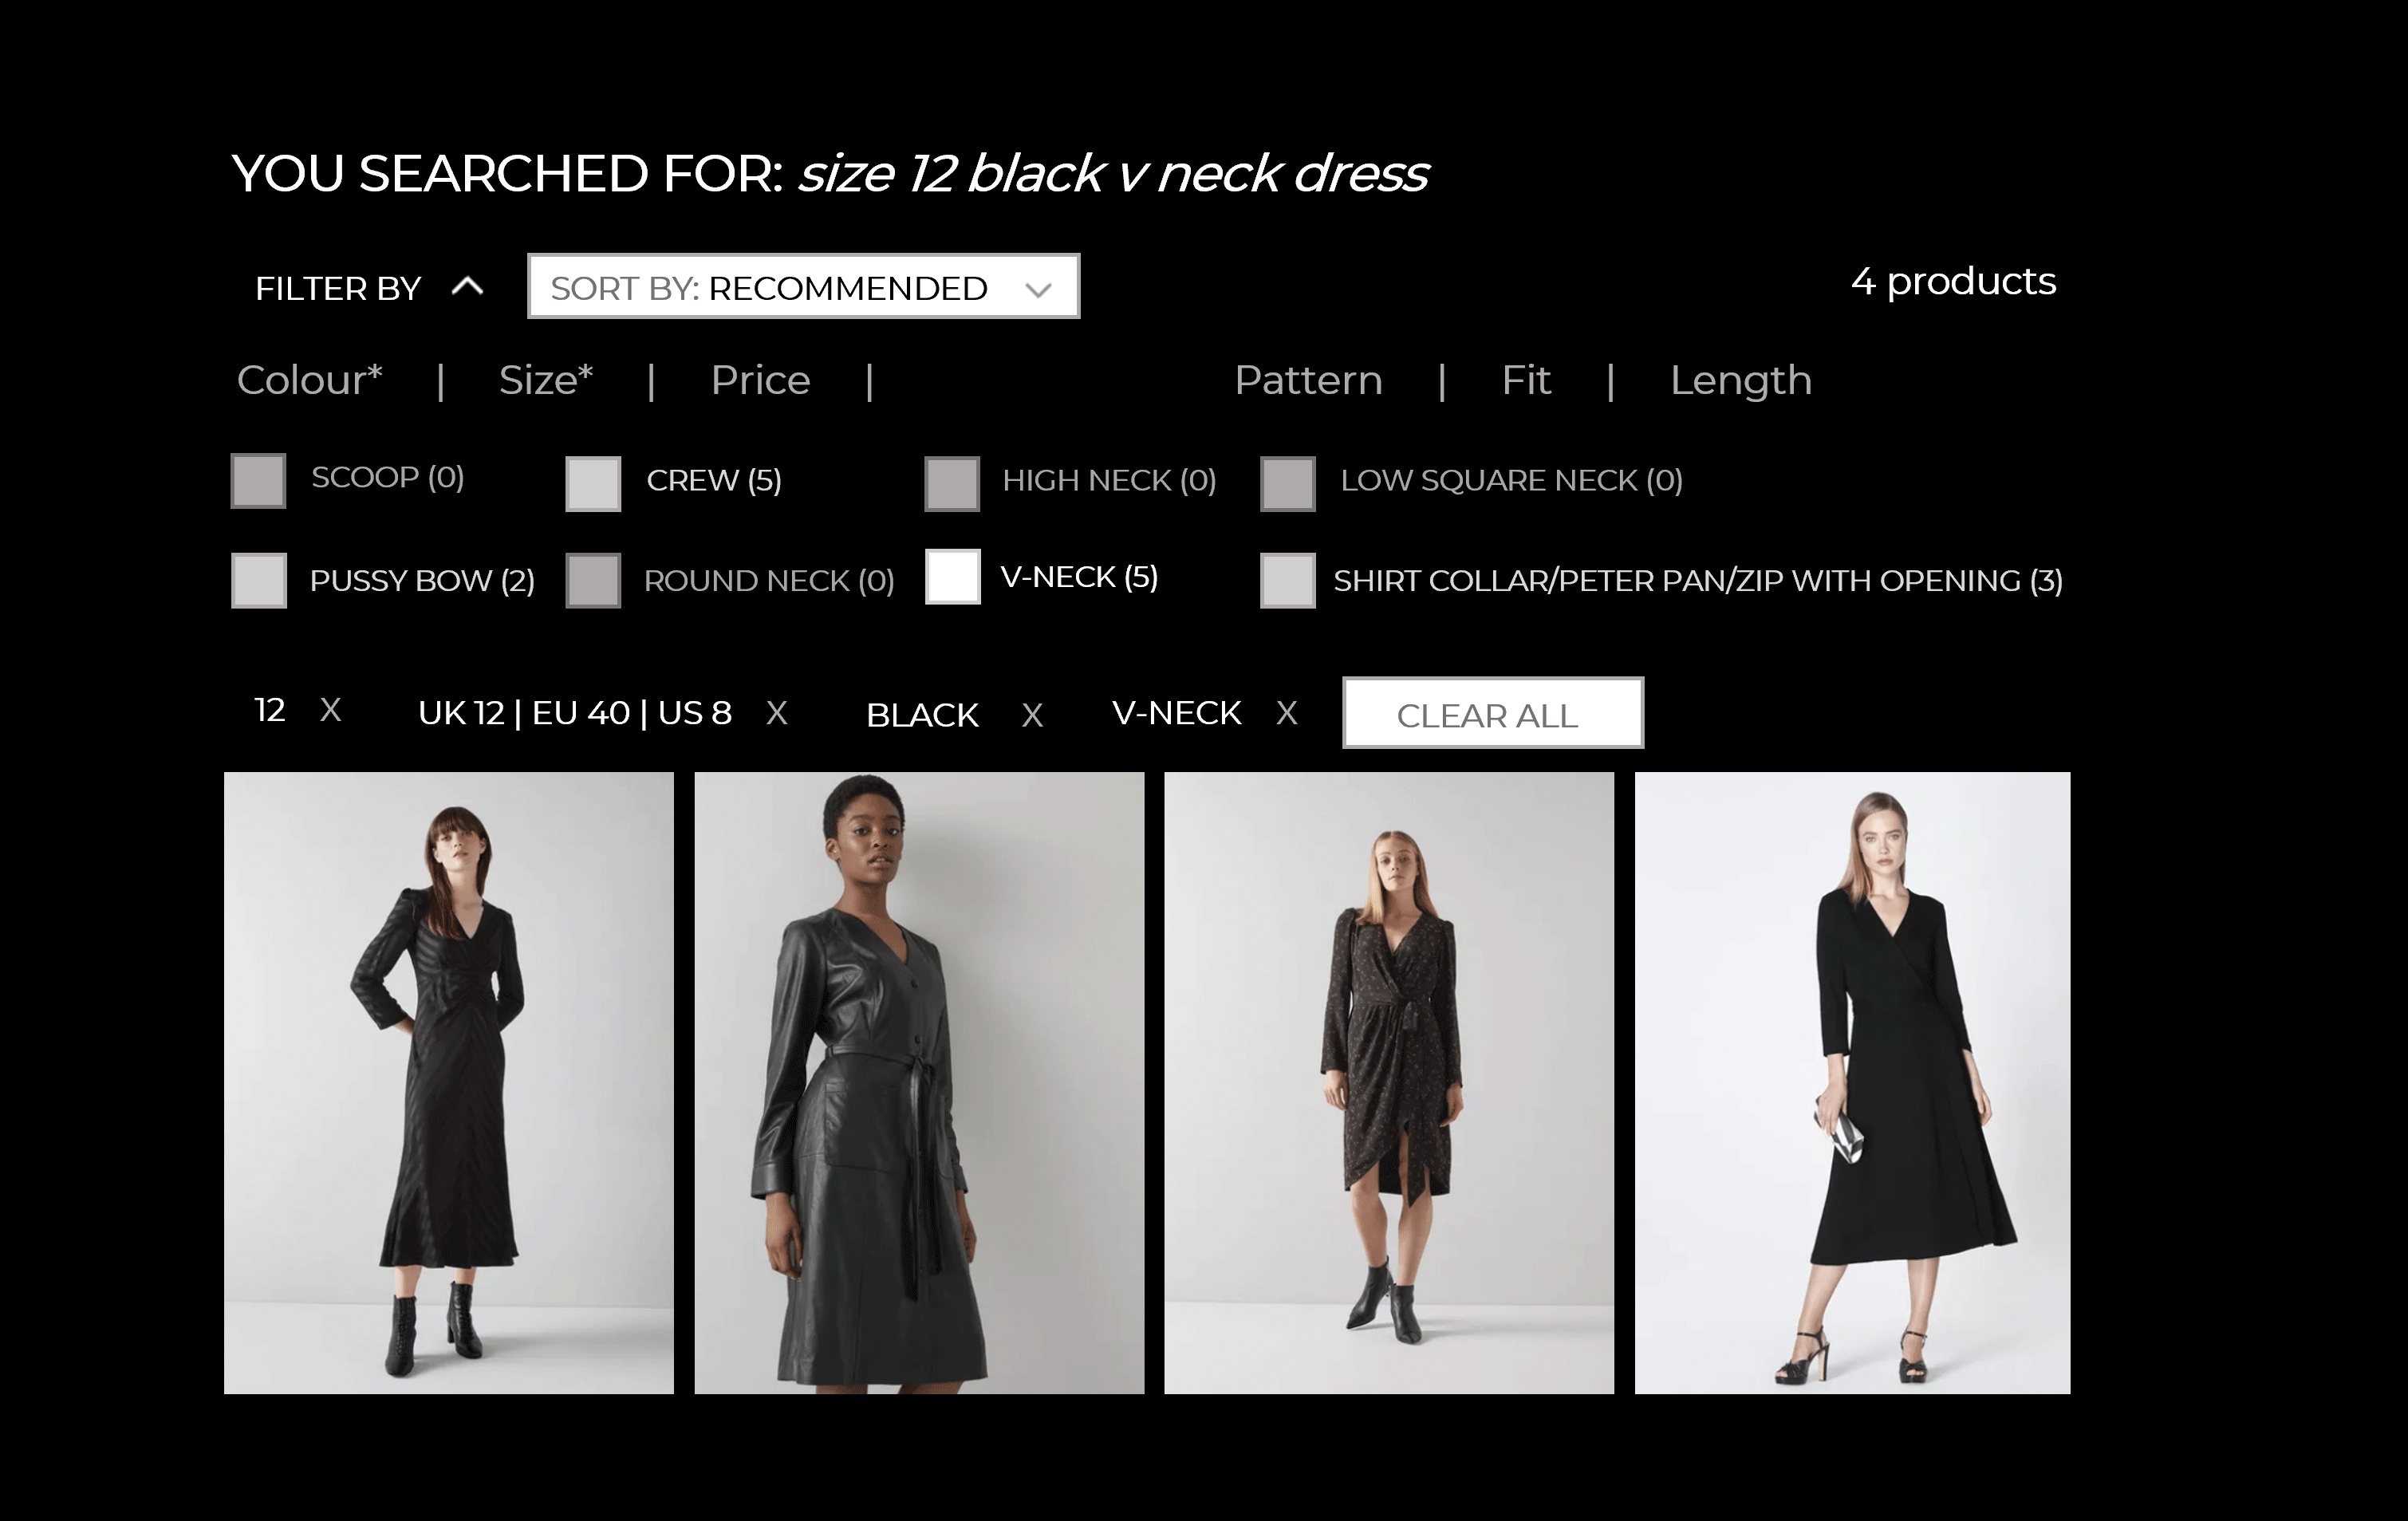 YOU SEARCHED FOR: size 12 black v neck dress
FILTER BY SORT BY: RECOMMENDED 4 products
Colour* | Size* | Price | Pattern | Fit | Length
SCOOP (0) CREW (5) HIGH NECK (0) LOW SQUARE NECK (0)
PUSSY BOW (2) ROUND NECK (0) V-NECK (5) SHIRT COLLAR/PETER PAN/ZIP WITH OPENING (3)
12 X UK 12 | EU 40 | US 8 X BLACK X V-NECK X CLEAR ALL